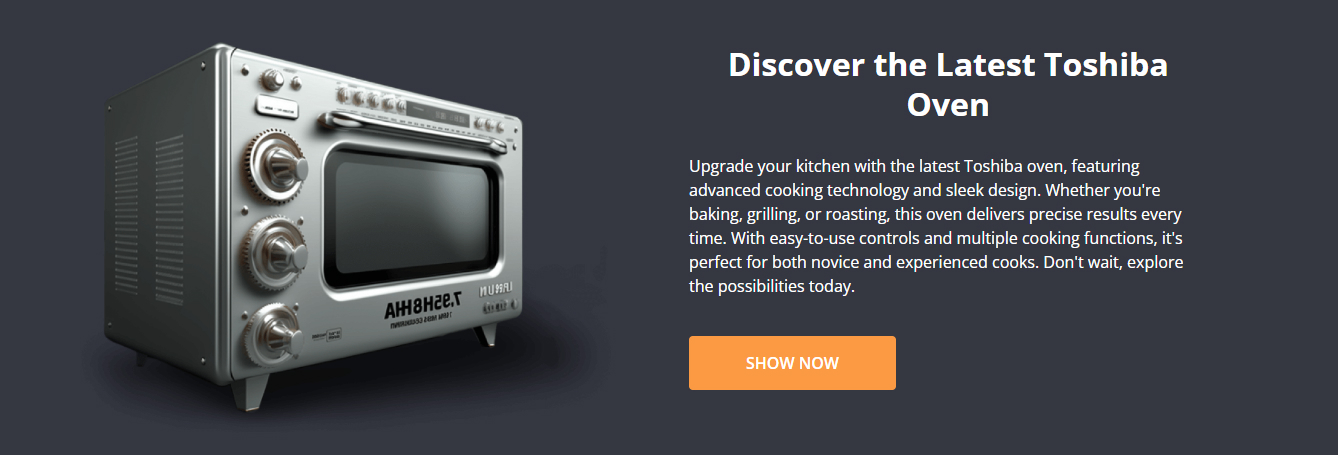 Discover the Latest Toshiba
Oven
Upgrade your kitchen with the latest Toshiba oven, featuring
advanced cooking technology and sleek design. Whether you're
baking, grilling, or roasting, this oven delivers precise results every
time. With easy-to-use controls and multiple cooking functions, it's
perfect for both novice and experienced cooks. Don't wait, explore
the possibilities today.
SHOW NOW